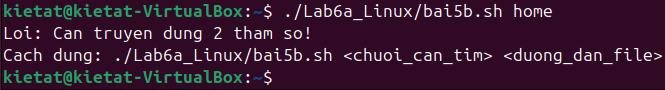 kietat@kietat-VirtualBox:~$ ./Lab6a_Linux/bai5b.sh home
Loi: Can truyen dung 2 tham so!
Cach dung: ./Lab6a_Linux/bai5b.sh <chuoi_can_tim> <duong_dan_file>
kietat@kietat-VirtualBox:~$